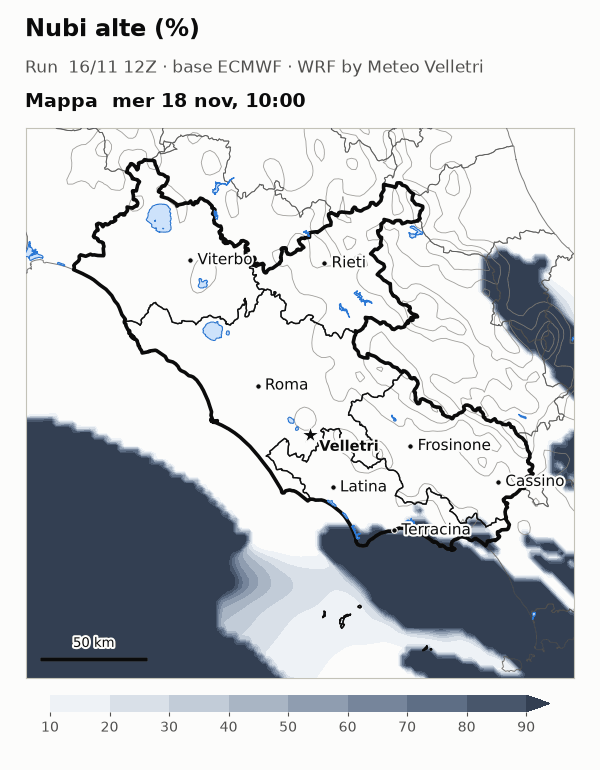 Nubi alte (%)
Run  16/11 12Z · base ECMWF · WRF by Meteo Velletri
Mappa  mer 18 nov, 10:00
Viterbo
Rieti
Roma
Velletri
Frosinone
Cassino
Latina
Terracina
50 km
10 20 30 40 50 60 70 80 90